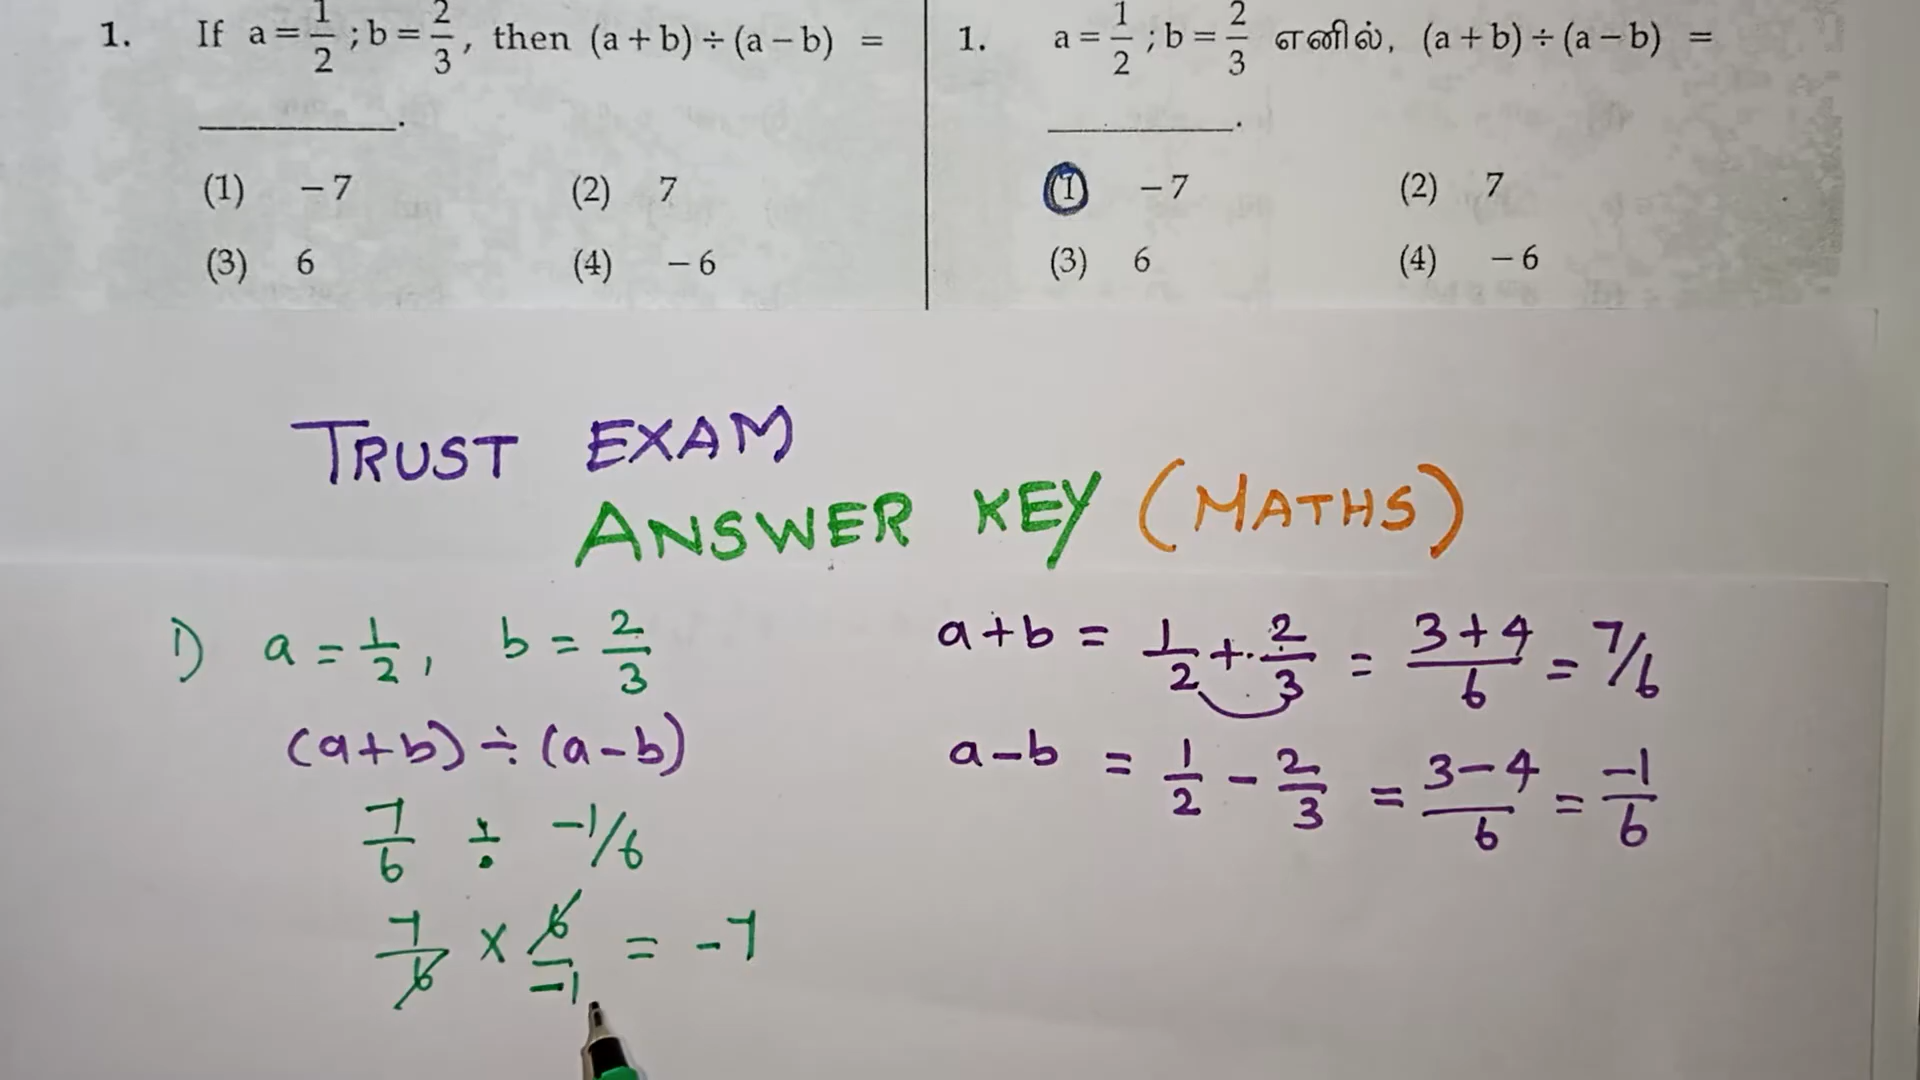 1. If a = 1/2 ; b = 2/3, then (a + b) ÷ (a − b) =
__________.
(1) − 7 (2) 7
(3) 6 (4) − 6
1. a = 1/2 ; b = 2/3 எனில், (a + b) ÷ (a − b) =
__________.
(1) − 7 (2) 7
(3) 6 (4) − 6
TRUST EXAM
ANSWER KEY (MATHS)
1) a = 1/2, b = 2/3
(a+b) ÷ (a-b)
7/6 ÷ -1/6
7/6 × 6/-1 = -7
a+b = 1/2 + 2/3 = 3+4/6 = 7/6
a-b = 1/2 - 2/3 = 3-4/6 = -1/6